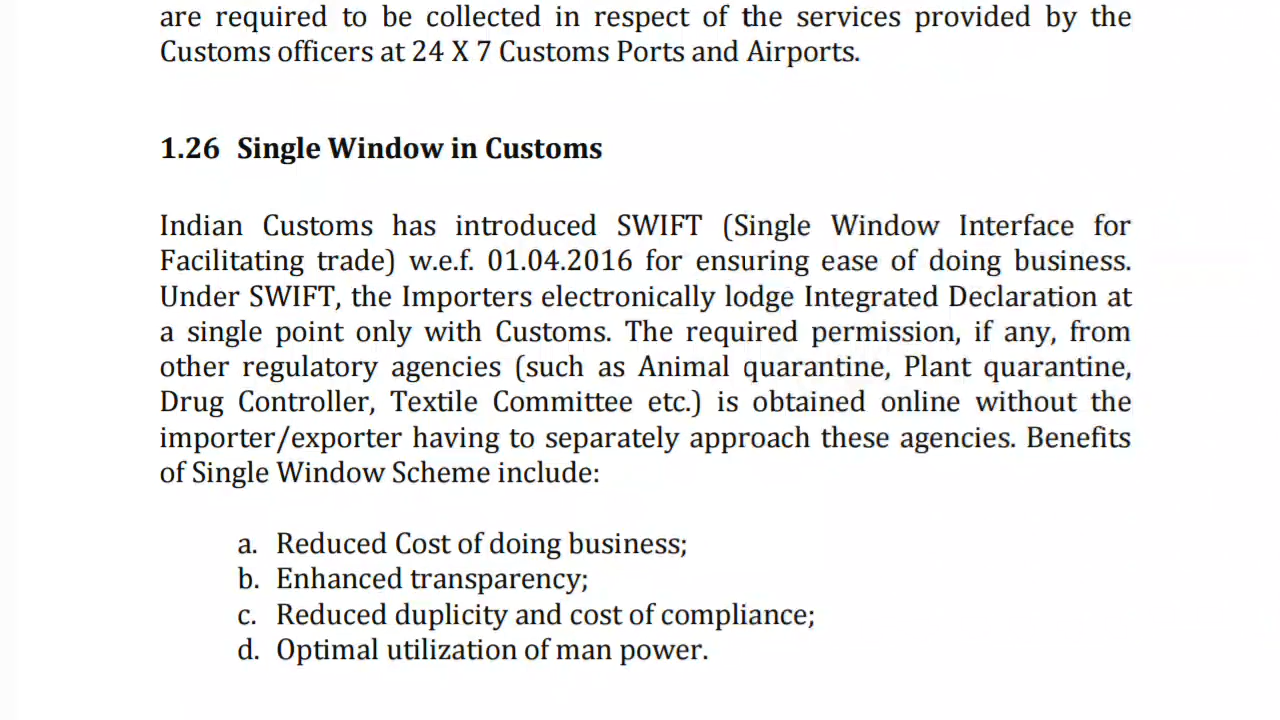 are required to be collected in respect of the services provided by the
Customs officers at 24 X 7 Customs Ports and Airports.
1.26 Single Window in Customs
Indian Customs has introduced SWIFT (Single Window Interface for
Facilitating trade) w.e.f. 01.04.2016 for ensuring ease of doing business.
Under SWIFT, the Importers electronically lodge Integrated Declaration at
a single point only with Customs. The required permission, if any, from
other regulatory agencies (such as Animal quarantine, Plant quarantine,
Drug Controller, Textile Committee etc.) is obtained online without the
importer/exporter having to separately approach these agencies. Benefits
of Single Window Scheme include:
a. Reduced Cost of doing business;
b. Enhanced transparency;
c. Reduced duplicity and cost of compliance;
d. Optimal utilization of man power.